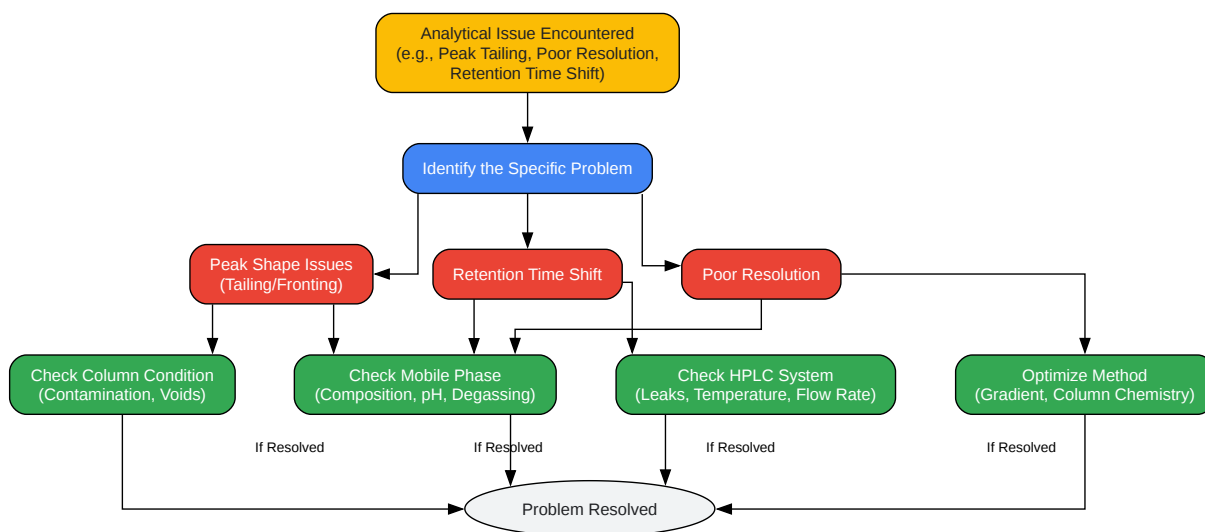 Analytical Issue Encountered
(e.g., Peak Tailing, Poor Resolution,
Retention Time Shift)
Identify the Specific Problem
Peak Shape Issues
(Tailing/Fronting)
Retention Time Shift
Poor Resolution
Check Column Condition
(Contamination, Voids)
Check Mobile Phase
(Composition, pH, Degassing)
Check HPLC System
(Leaks, Temperature, Flow Rate)
Optimize Method
(Gradient, Column Chemistry)
If Resolved
If Resolved
If Resolved
If Resolved
Problem Resolved